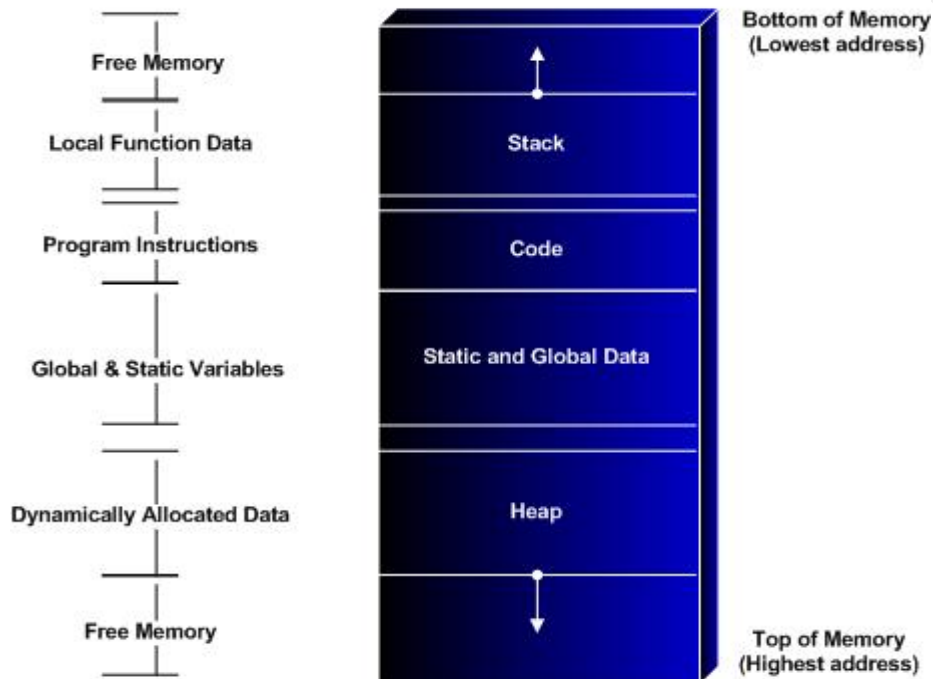 Bottom of Memory
(Lowest address)
Free Memory
Local Function Data
Stack
Program Instructions
Code
Global & Static Variables
Static and Global Data
Dynamically Allocated Data
Heap
Free Memory
Top of Memory
(Highest address)